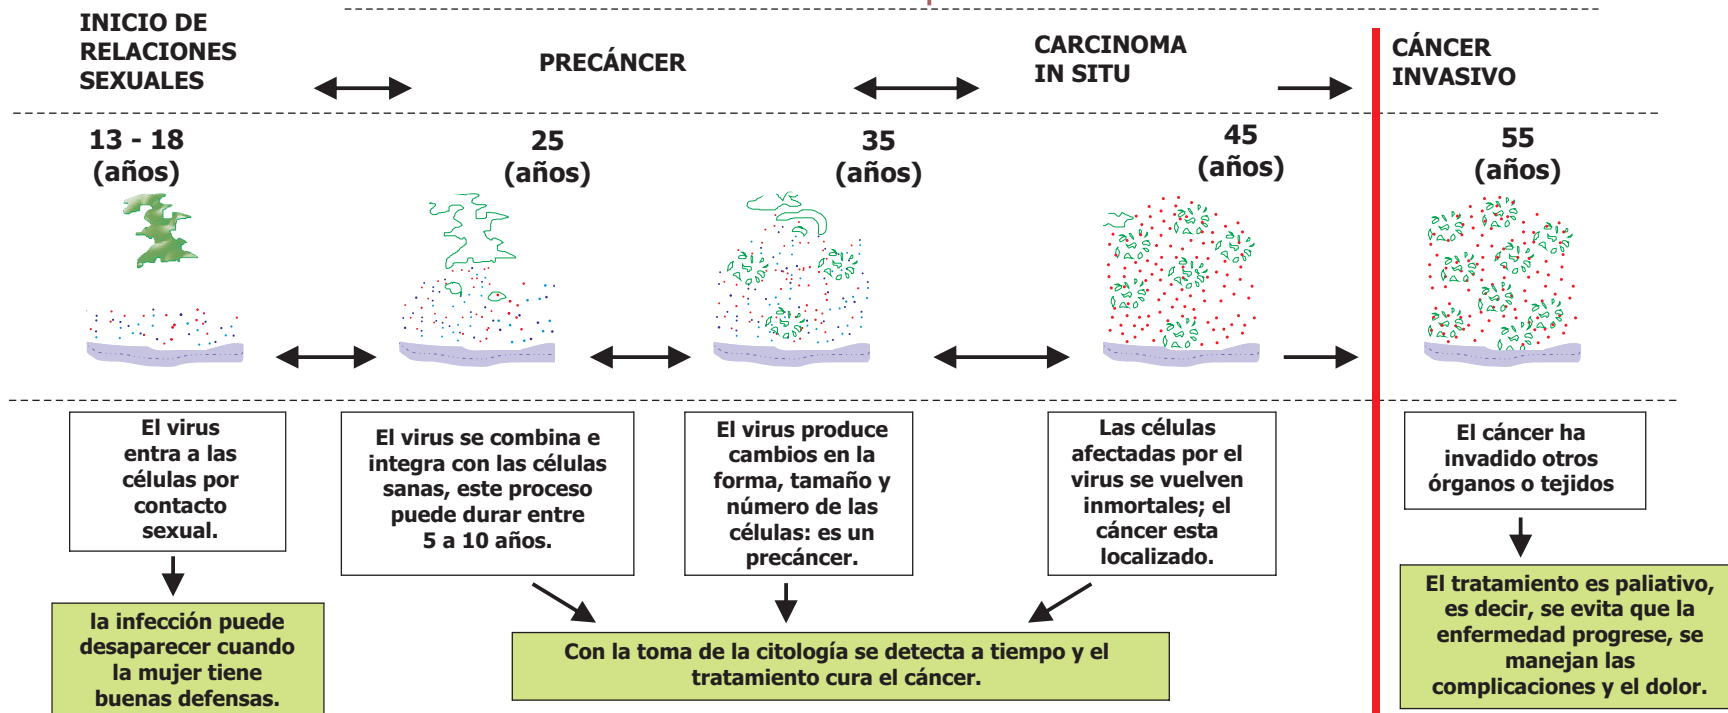 INICIO DE
RELACIONES
SEXUALES
PRECÁNCER
CARCINOMA
IN SITU
CÁNCER
INVASIVO
13 - 18
(años)
25
(años)
35
(años)
45
(años)
55
(años)
El virus
entra a las
células por
contacto
sexual.
El virus se combina e
integra con las células
sanas, este proceso
puede durar entre
5 a 10 años.
El virus produce
cambios en la
forma, tamaño y
número de las
células: es un
precáncer.
Las células
afectadas por el
virus se vuelven
inmortales; el
cáncer esta
localizado.
El cáncer ha
invadido otros
órganos o tejidos
la infección puede
desaparecer cuando
la mujer tiene
buenas defensas.
Con la toma de la citología se detecta a tiempo y el
tratamiento cura el cáncer.
El tratamiento es paliativo,
es decir, se evita que la
enfermedad progrese, se
manejan las
complicaciones y el dolor.